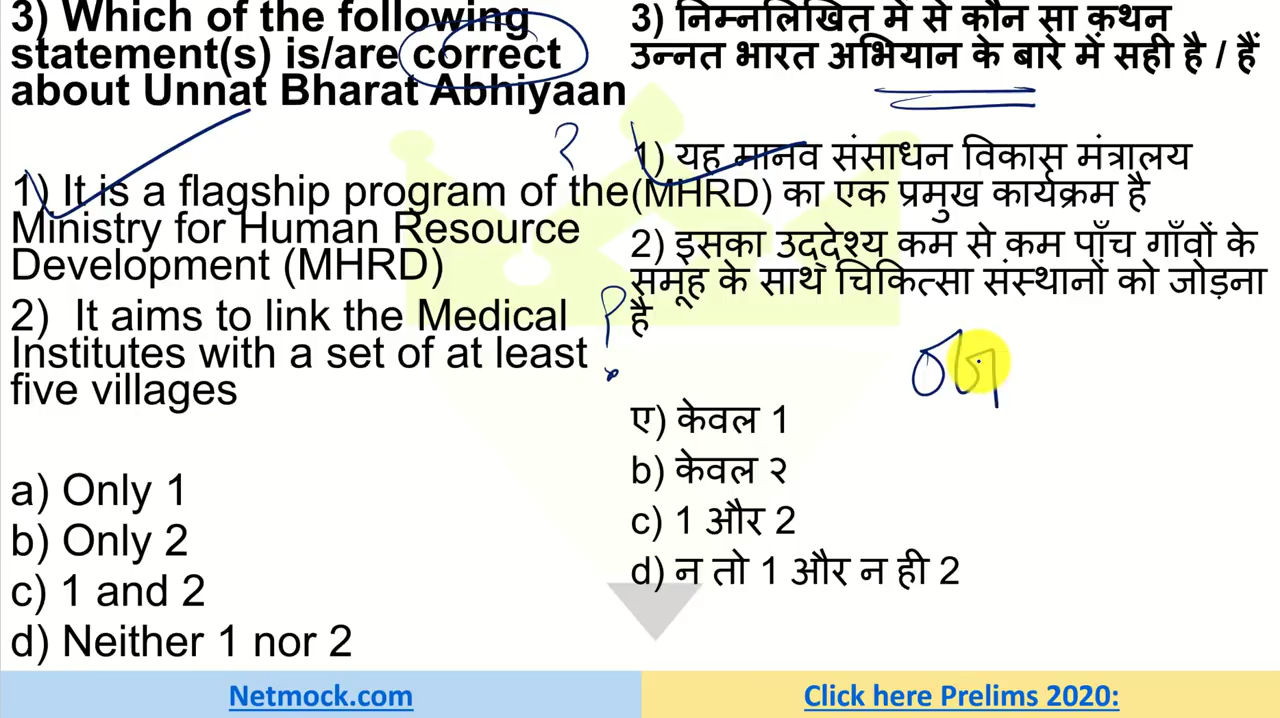 3) Which of the following
statement(s) is/are correct
about Unnat Bharat Abhiyaan
1) It is a flagship program of the
Ministry for Human Resource
Development (MHRD)
2) It aims to link the Medical
Institutes with a set of at least
five villages
a) Only 1
b) Only 2
c) 1 and 2
d) Neither 1 nor 2
3) निम्नलिखित में से कौन सा कथन
उन्नत भारत अभियान के बारे में सही है / हैं
1) यह मानव संसाधन विकास मंत्रालय
(MHRD) का एक प्रमुख कार्यक्रम है
2) इसका उद्देश्य कम से कम पाँच गाँवों के
समूह के साथ चिकित्सा संस्थानों को जोड़ना
है
ए) केवल 1
b) केवल २
c) 1 और 2
d) न तो 1 और न ही 2
Netmock.com
Click here Prelims 2020: